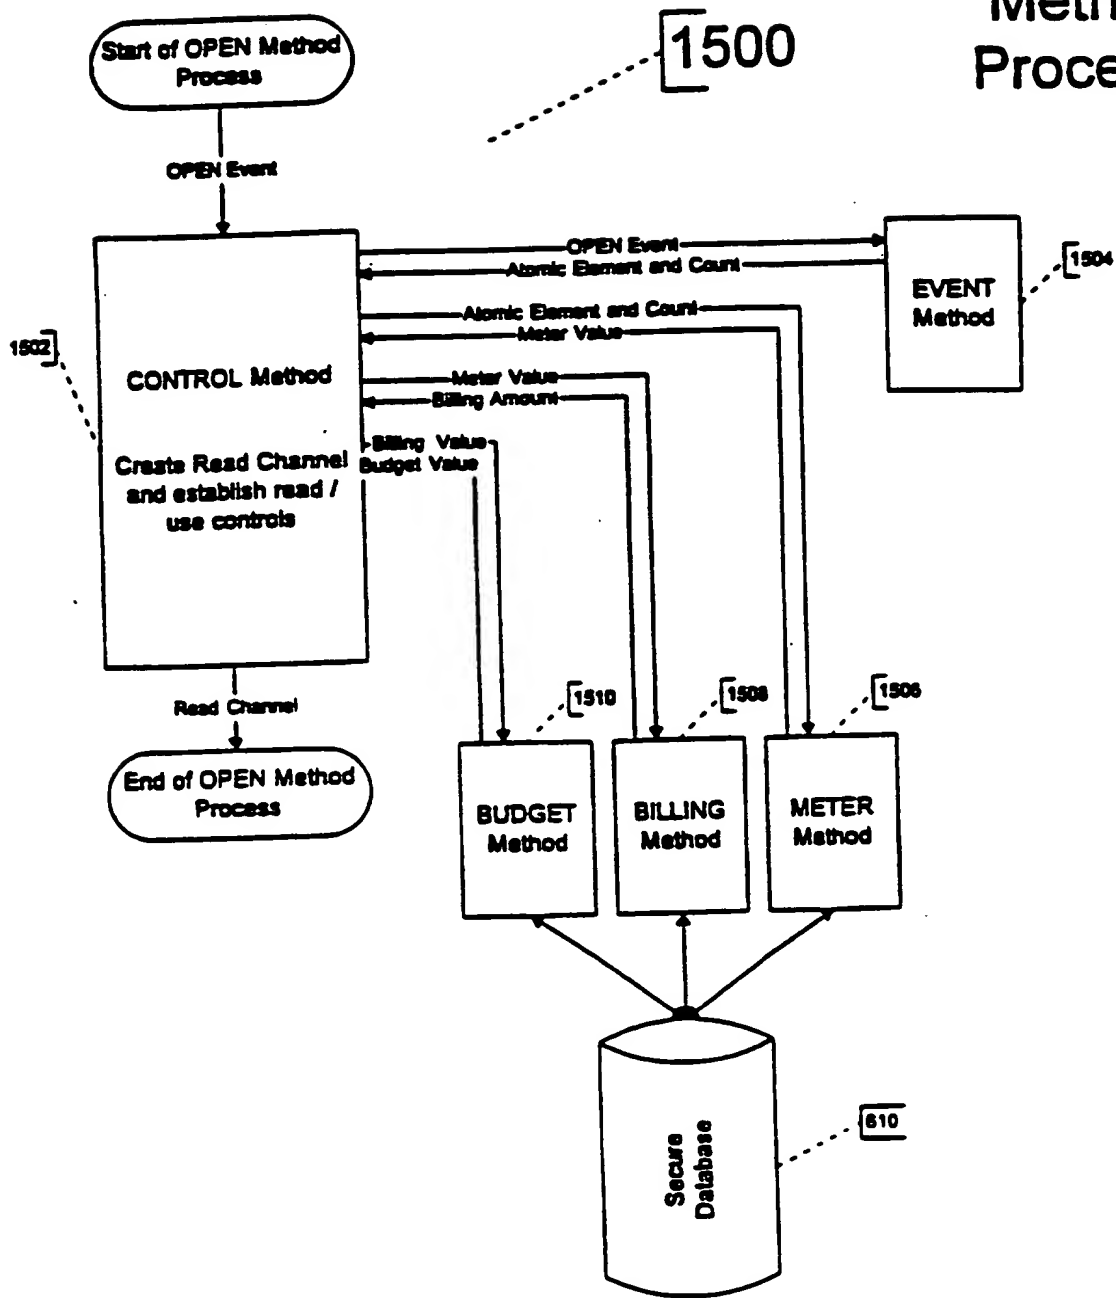 Meth
Proce
1500
Start of OPEN Method
Process
OPEN Event
OPEN Event
Atomic Element and Count
EVENT
Method
1504
Atomic Element and Count
Meter Value
1502
CONTROL Method
Create Read Channel
and establish read /
use controls
Meter Value
Billing Amount
Billing Value
Budget Value
Read Channel
End of OPEN Method
Process
1510
1508
1506
BUDGET
Method
BILLING
Method
METER
Method
Secure
Database
610